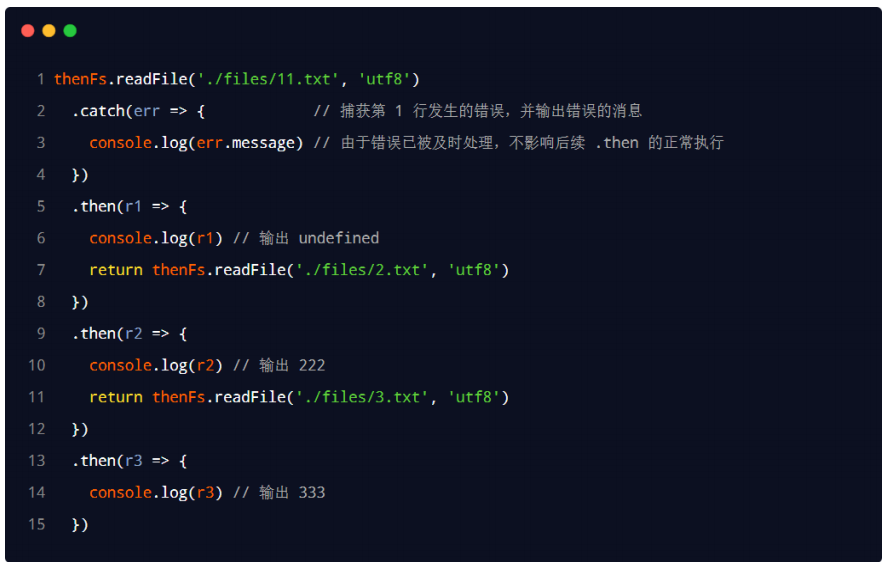 1 thenFs.readFile('./files/11.txt', 'utf8')
2 .catch(err => { // 捕获第 1 行发生的错误，并输出错误的消息
3 console.log(err.message) // 由于错误已被及时处理，不影响后续 .then 的正常执行
4 })
5 .then(r1 => {
6 console.log(r1) // 输出 undefined
7 return thenFs.readFile('./files/2.txt', 'utf8')
8 })
9 .then(r2 => {
10 console.log(r2) // 输出 222
11 return thenFs.readFile('./files/3.txt', 'utf8')
12 })
13 .then(r3 => {
14 console.log(r3) // 输出 333
15 })